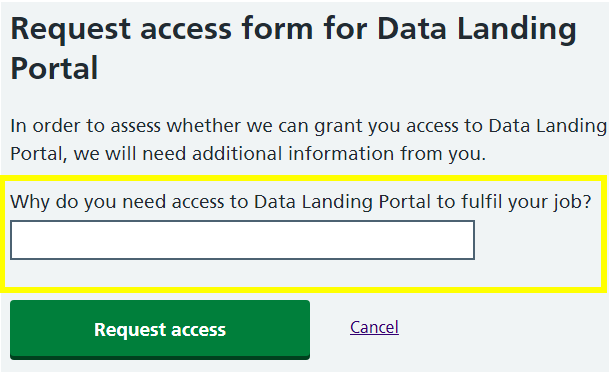 Request access form for Data Landing
Portal
In order to assess whether we can grant you access to Data Landing
Portal, we will need additional information from you.
Why do you need access to Data Landing Portal to fulfil your job?
Request access
Cancel